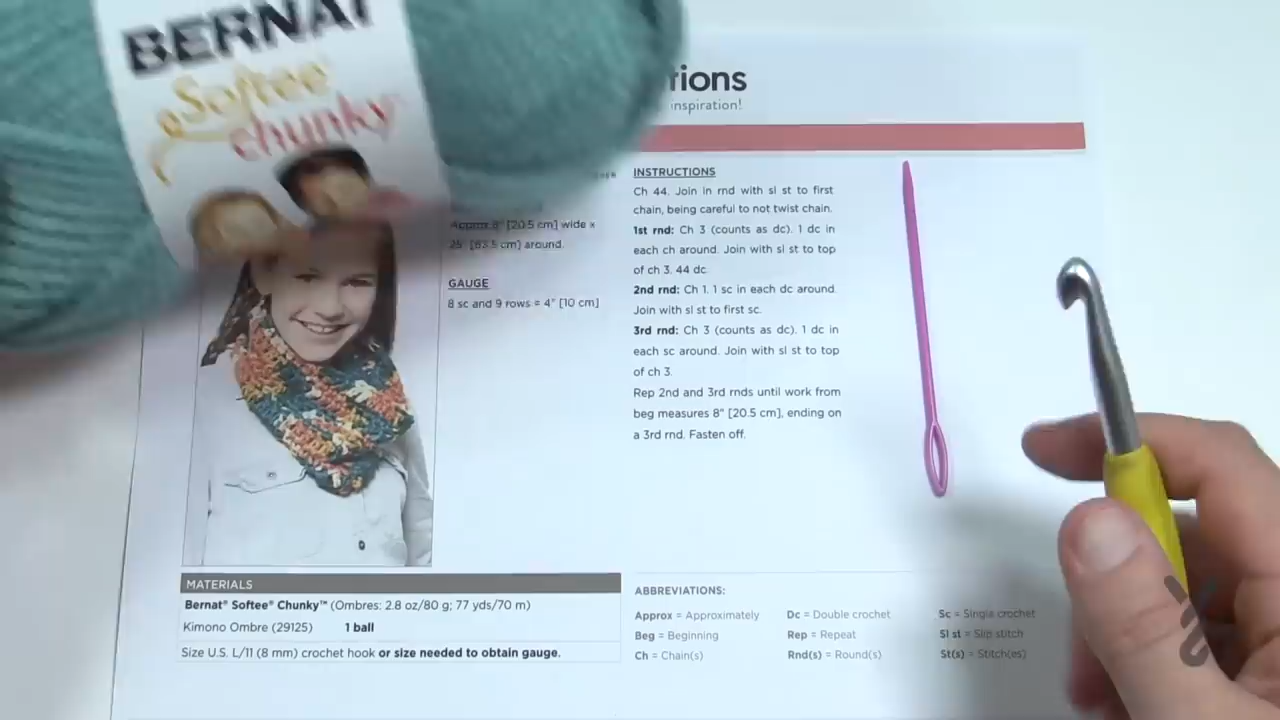 BERNAT
Softee
chunky
tions
inspiration!
Approx 8" [20.5 cm] wide x
25" [63.5 cm] around.
GAUGE
8 sc and 9 rows = 4" [10 cm]
INSTRUCTIONS
Ch 44. Join in rnd with sl st to first
chain, being careful to not twist chain.
1st rnd: Ch 3 (counts as dc). 1 dc in
each ch around. Join with sl st to top
of ch 3. 44 dc.
2nd rnd: Ch 1. 1 sc in each dc around.
Join with sl st to first sc.
3rd rnd: Ch 3 (counts as dc). 1 dc in
each sc around. Join with sl st to top
of ch 3.
Rep 2nd and 3rd rnds until work from
beg measures 8" [20.5 cm], ending on
a 3rd rnd. Fasten off.
MATERIALS
Bernat® Softee® Chunky™ (Ombres: 2.8 oz/80 g; 77 yds/70 m)
Kimono Ombre (29125) 1 ball
Size U.S. L/11 (8 mm) crochet hook or size needed to obtain gauge.
ABBREVIATIONS:
Approx = Approximately
Beg = Beginning
Ch = Chain(s)
Dc = Double crochet
Rep = Repeat
Rnd(s) = Round(s)
Sc = Single crochet
Sl st = Slip stitch
St(s) = Stitch(es)